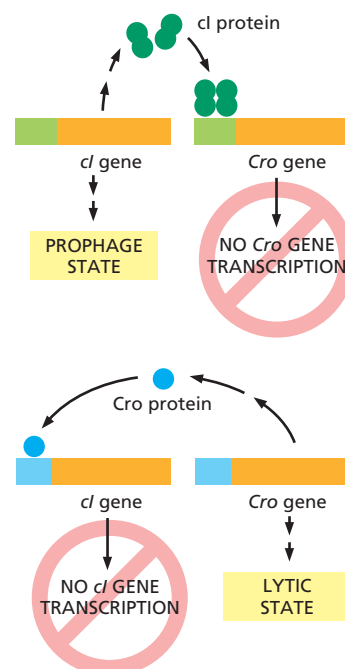 cI protein
cI gene
Cro gene
PROPHAGE
STATE
NO Cro GENE
TRANSCRIPTION
Cro protein
cI gene
Cro gene
NO cI GENE
TRANSCRIPTION
LYTIC
STATE